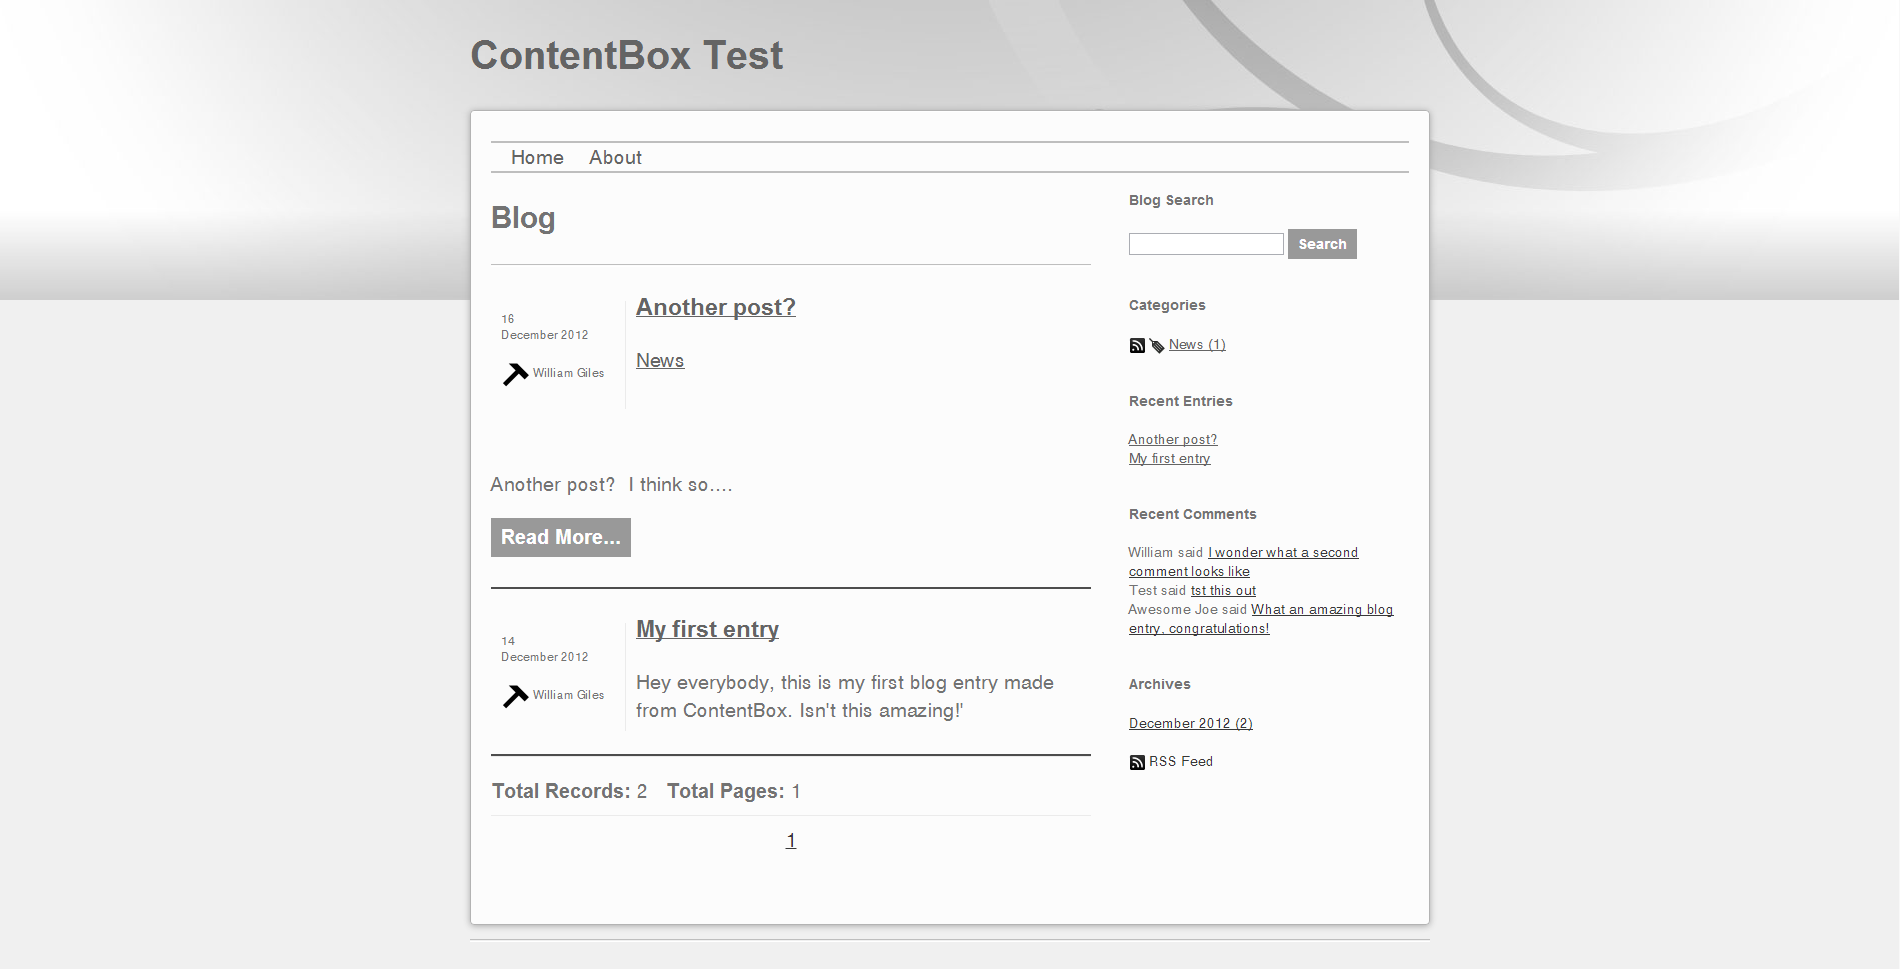 ContentBox Test
Home About
Blog
16
December 2012
William Giles
Another post?
News
Another post?  I think so....
Read More...
14
December 2012
William Giles
My first entry
Hey everybody, this is my first blog entry made
from ContentBox. Isn't this amazing!'
Total Records: 2 Total Pages: 1
1
Blog Search
Search
Categories
News (1)
Recent Entries
Another post?
My first entry
Recent Comments
William said I wonder what a second
comment looks like
Test said tst this out
Awesome Joe said What an amazing blog
entry, congratulations!
Archives
December 2012 (2)
RSS Feed